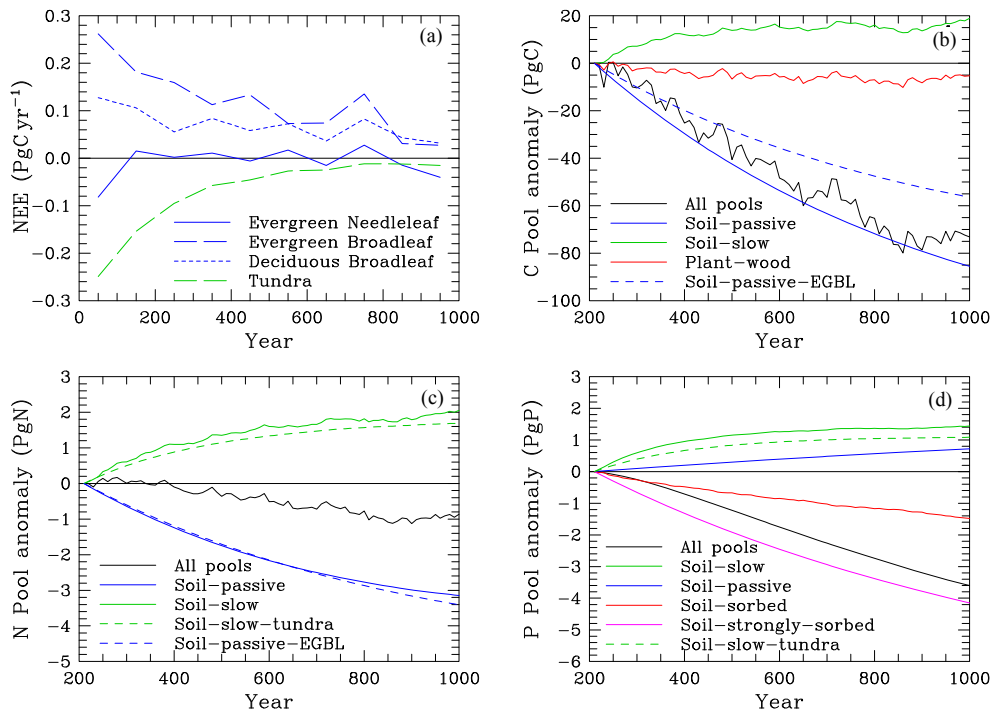 (a)
0.3
0.2
0.1
0.0
−0.1
−0.2
−0.3
NEE (PgC yr−1)
Evergreen Needleleaf
Evergreen Broadleaf
Deciduous Broadleaf
Tundra
0 200 400 600 800 1000
Year
(b)
20
0
−20
−40
−60
−80
−100
C Pool anomaly (PgC)
All pools
Soil−passive
Soil−slow
Plant−wood
Soil−passive−EGBL
200 400 600 800 1000
Year
(c)
3
2
1
0
−1
−2
−3
−4
−5
N Pool anomaly (PgN)
All pools
Soil−passive
Soil−slow
Soil−slow−tundra
Soil−passive−EGBL
200 400 600 800 1000
Year
(d)
3
2
1
0
−1
−2
−3
−4
−5
−6
P Pool anomaly (PgP)
All pools
Soil−slow
Soil−passive
Soil−sorbed
Soil−strongly−sorbed
Soil−slow−tundra
200 400 600 800 1000
Year